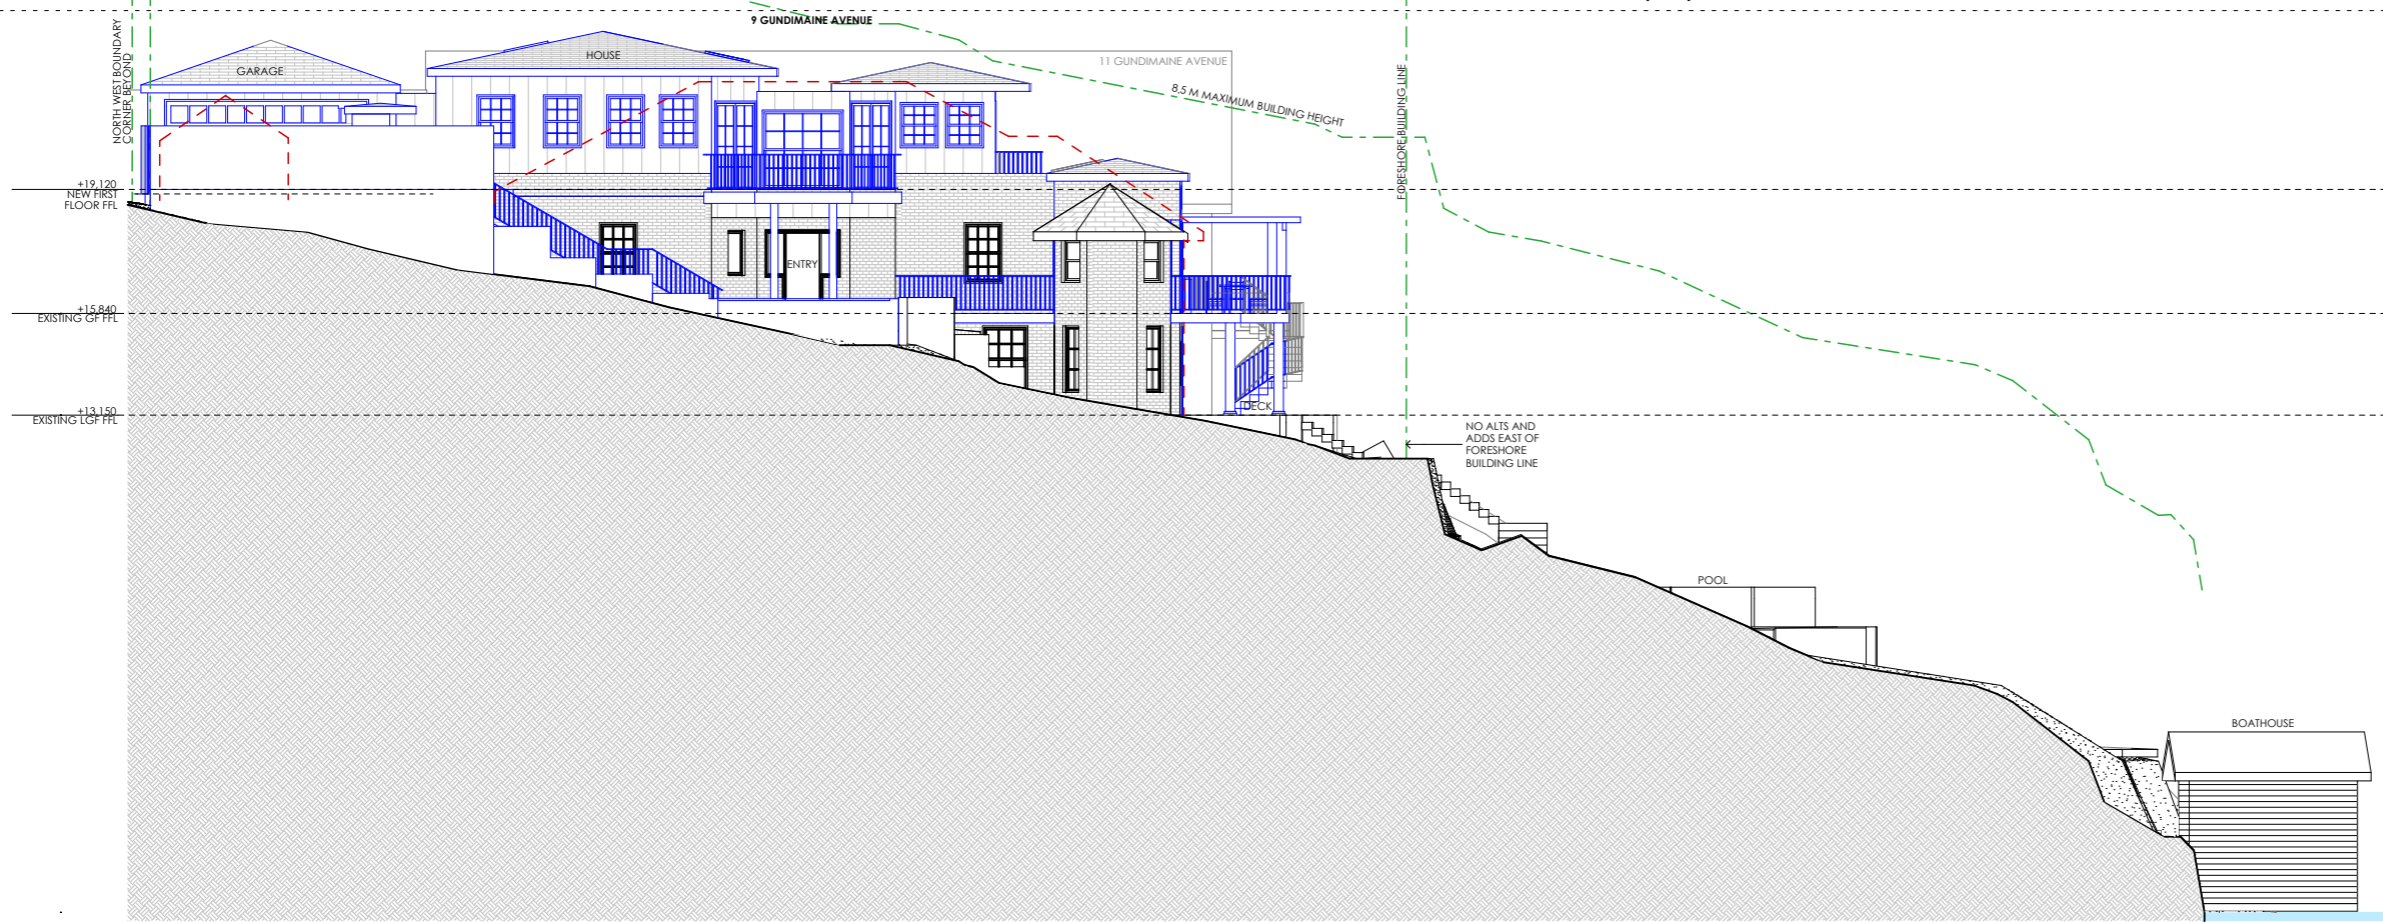 9 GUNDIMAINE AVENUE
NORTH WEST BOUNDARY
CORNER BEYOND
GARAGE
HOUSE
11 GUNDIMAINE AVENUE
8.5 M MAXIMUM BUILDING HEIGHT
FORESHORE BUILDING LINE
+19,120
NEW FIRST
FLOOR FFL
ENTRY
+15,840
EXISTING GF FFL
+13,150
EXISTING LGF FFL
DECK
NO ALTS AND
ADDS EAST OF
FORESHORE
BUILDING LINE
POOL
BOATHOUSE